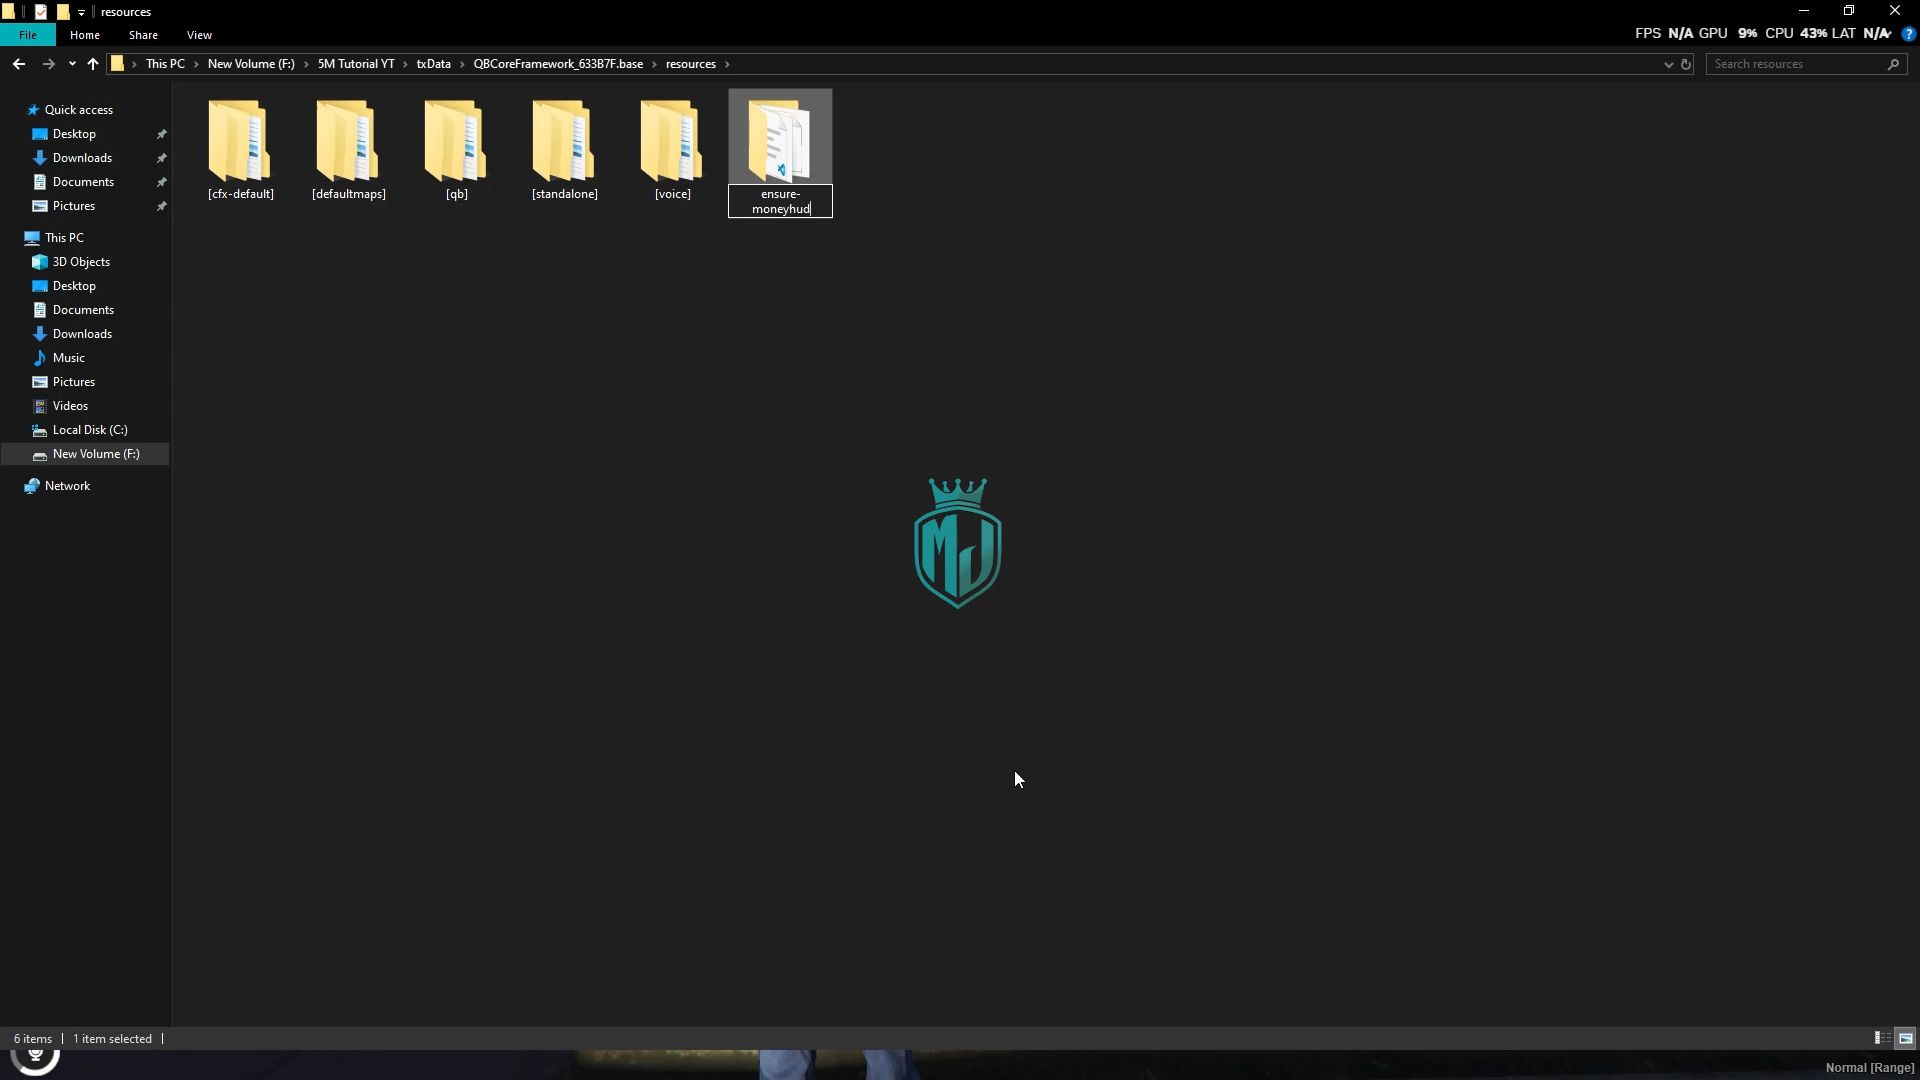 resources
File Home Share View
FPS N/A GPU 9% CPU 43% LAT N/A
This PC New Volume (F:) 5M Tutorial YT txData QBCoreFramework_633B7F.base resources
Search resources
Quick access
Desktop
Downloads
Documents
Pictures
This PC
3D Objects
Desktop
Documents
Downloads
Music
Pictures
Videos
Local Disk (C:)
New Volume (F:)
Network
[cfx-default] [defaultmaps] [qb] [standalone] [voice] ensure-
moneyhud
MJ
6 items 1 item selected
Normal [Range]